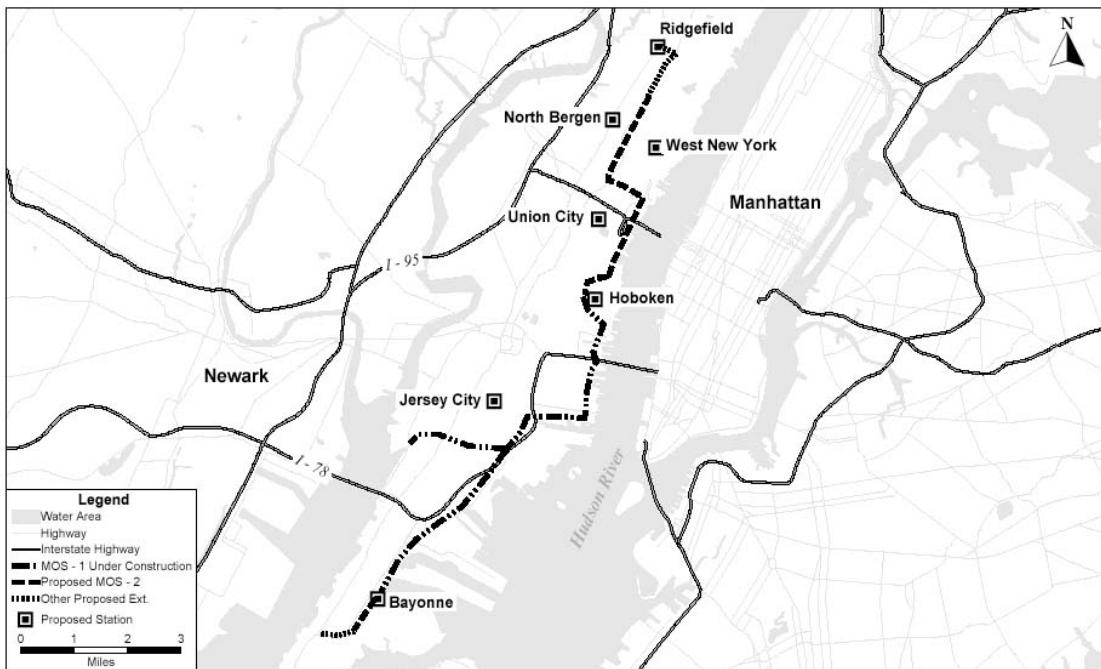 Ridgefield
N
North Bergen
West New York
Manhattan
Union City
I - 95
Hoboken
Newark
Jersey City
I - 78
Hudson River
Legend
Water Area
Highway
Interstate Highway
MOS - 1 Under Construction
Proposed MOS - 2
Other Proposed Ext.
Proposed Station
0 1 2 3
Miles
Bayonne